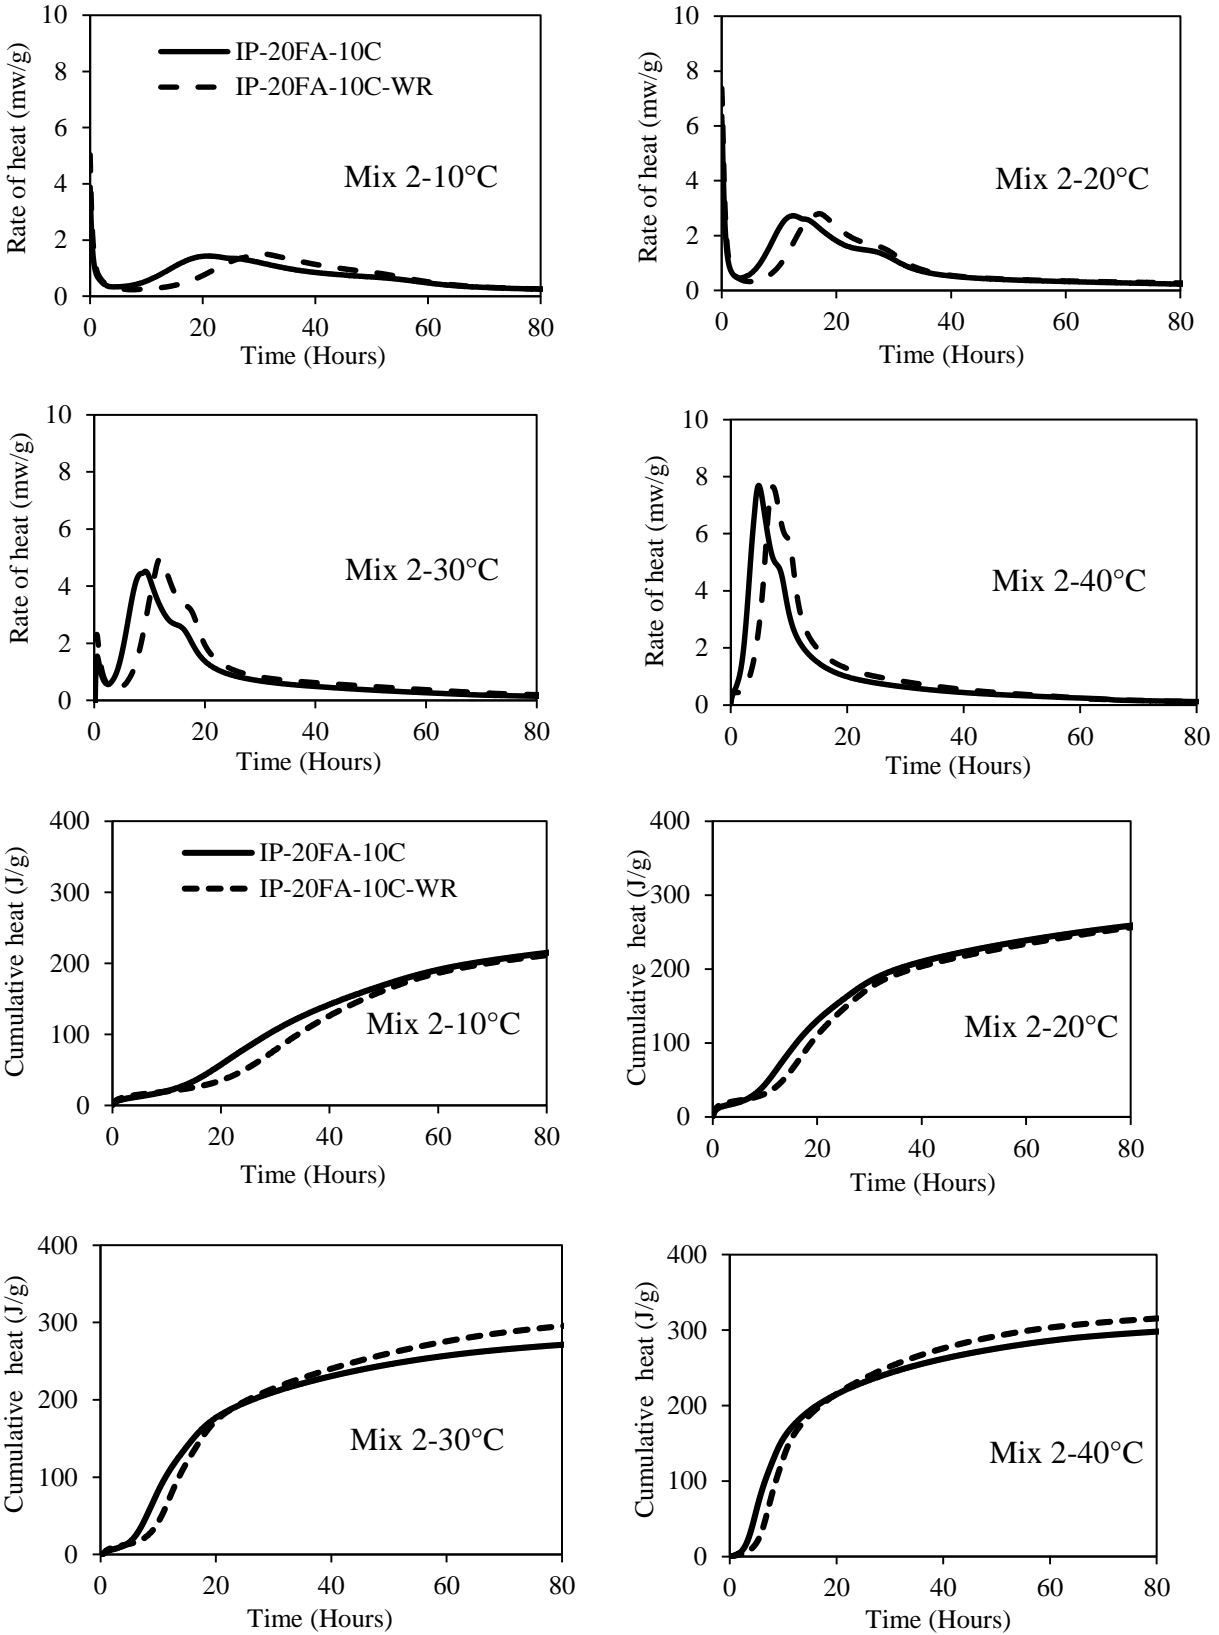 10
8
6
4
2
0
Rate of heat (mw/g)
IP-20FA-10C
IP-20FA-10C-WR
Mix 2-10°C
0 20 40 60 80
Time (Hours)
10
8
6
4
2
0
Rate of heat (mw/g)
Mix 2-20°C
0 20 40 60 80
Time (Hours)
10
8
6
4
2
0
Rate of heat (mw/g)
Mix 2-30°C
0 20 40 60 80
Time (Hours)
10
8
6
4
2
0
Rate of heat (mw/g)
Mix 2-40°C
0 20 40 60 80
Time (Hours)
400
300
200
100
0
Cumulative heat (J/g)
IP-20FA-10C
IP-20FA-10C-WR
Mix 2-10°C
0 20 40 60 80
Time (Hours)
400
300
200
100
0
Cumulative heat (J/g)
Mix 2-20°C
0 20 40 60 80
Time (Hours)
400
300
200
100
0
Cumulative heat (J/g)
Mix 2-30°C
0 20 40 60 80
Time (Hours)
400
300
200
100
0
Cumulative heat (J/g)
Mix 2-40°C
0 20 40 60 80
Time (Hours)